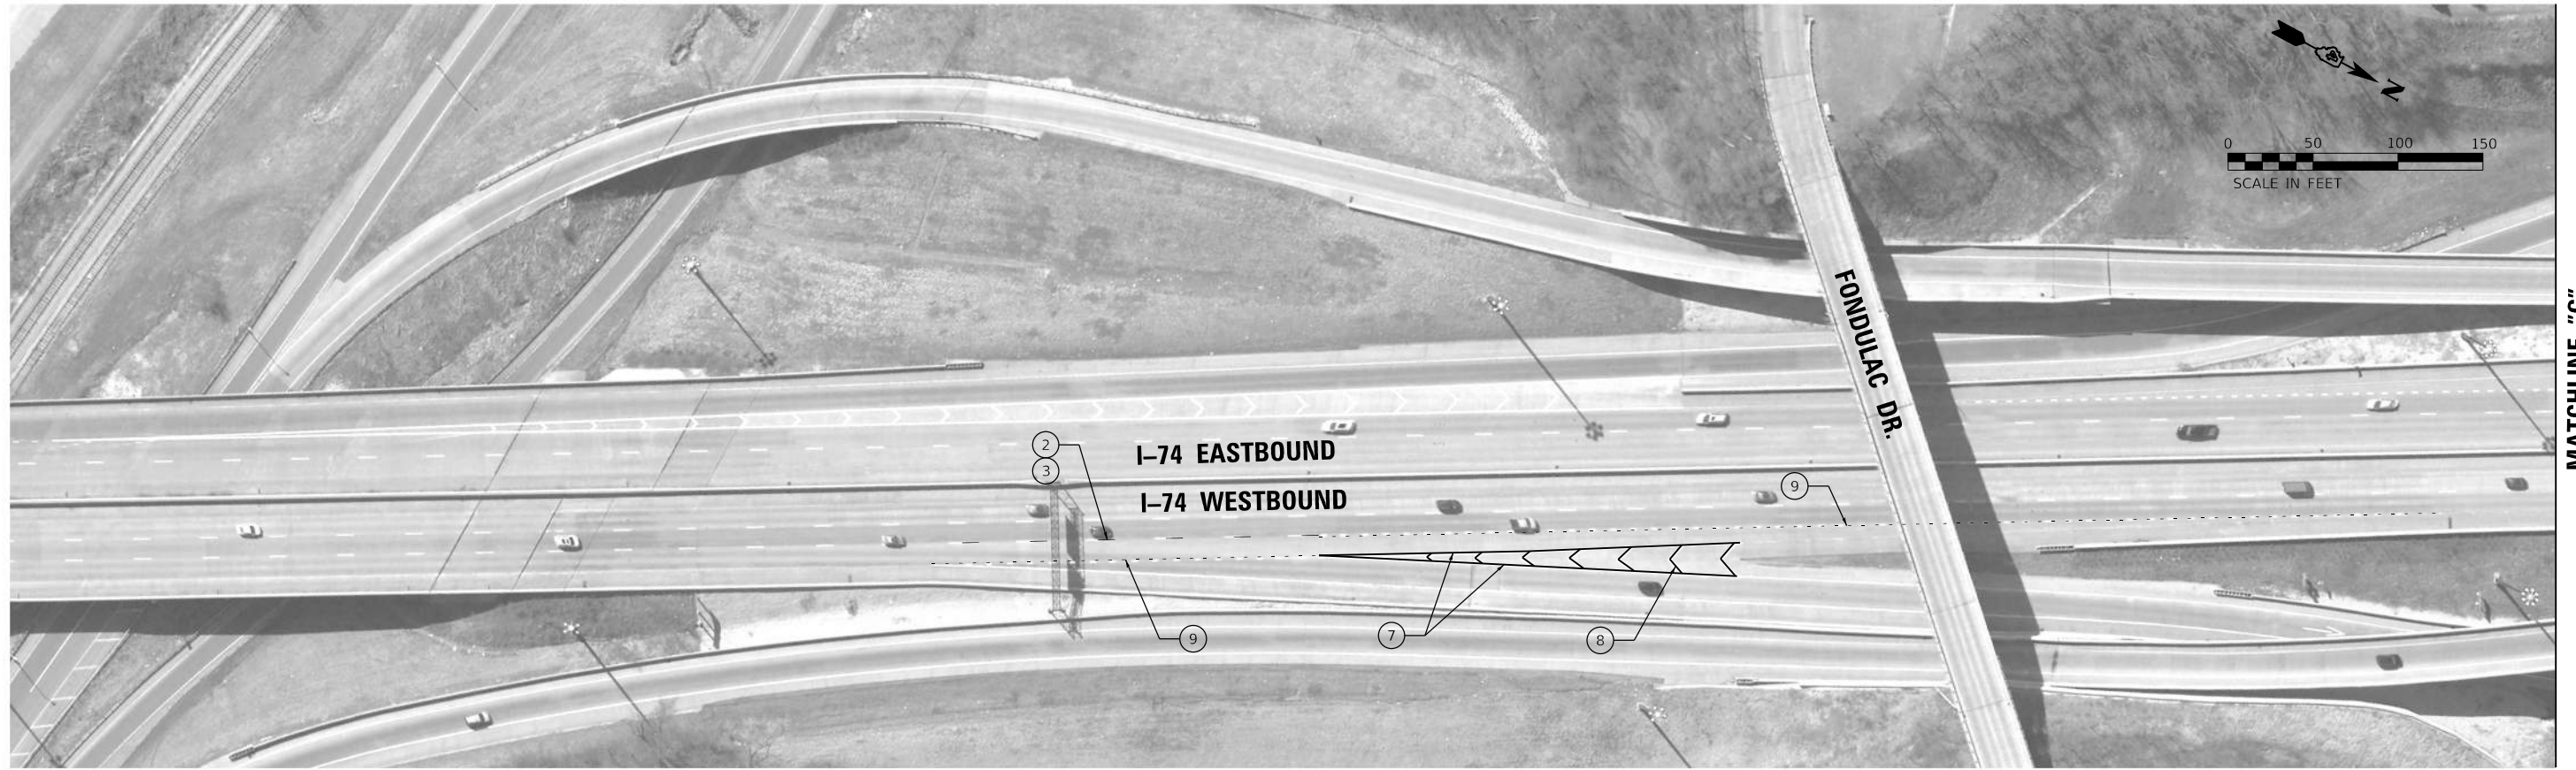 N
0 50 100 150
SCALE IN FEET
FONDULAC DR.
2
3
I-74 EASTBOUND
I-74 WESTBOUND
9
9
7
8